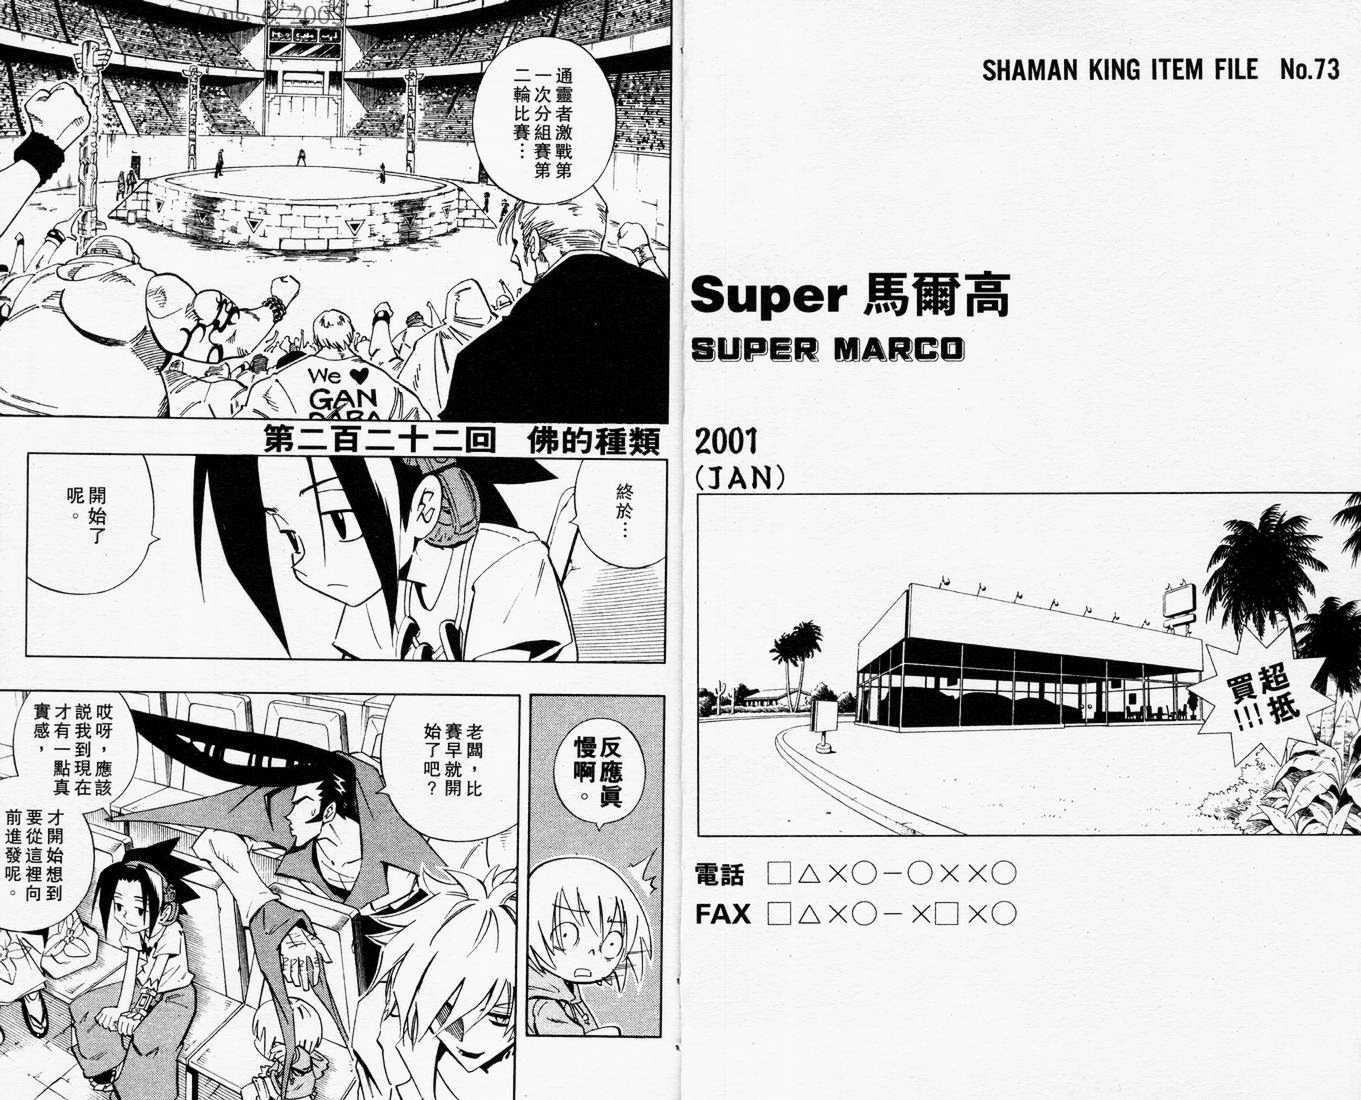 SHAMAN KING ITEM FILE No.73
Super 馬爾高
SUPER MARCO
2001
(JAN)
超抵
買!!!
電話 □△×○－○××○
FAX □△×○－×□×○
通靈者激戰第
一次分組賽第
二輪比賽…
We ♥
GAN
DARA
第二百二十二回 佛的種類
終於…
開始了
呢。
反應真
慢啊。
老闆，比
賽早就開
始了吧？
哎呀，應該
說我到現在
才有一點真
實感，
才開始想到
要從這裡向
前進發呢。